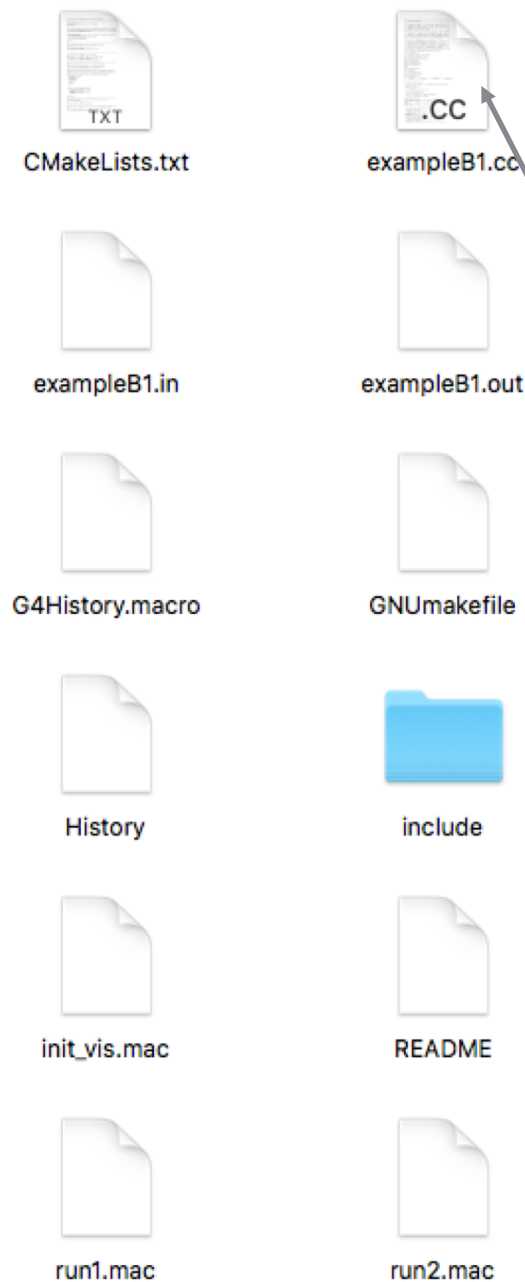 TXT
.CC
CMakeLists.txt
exampleB1.cc
exampleB1.in
exampleB1.out
G4History.macro
GNUmakefile
History
include
init_vis.mac
README
run1.mac
run2.mac